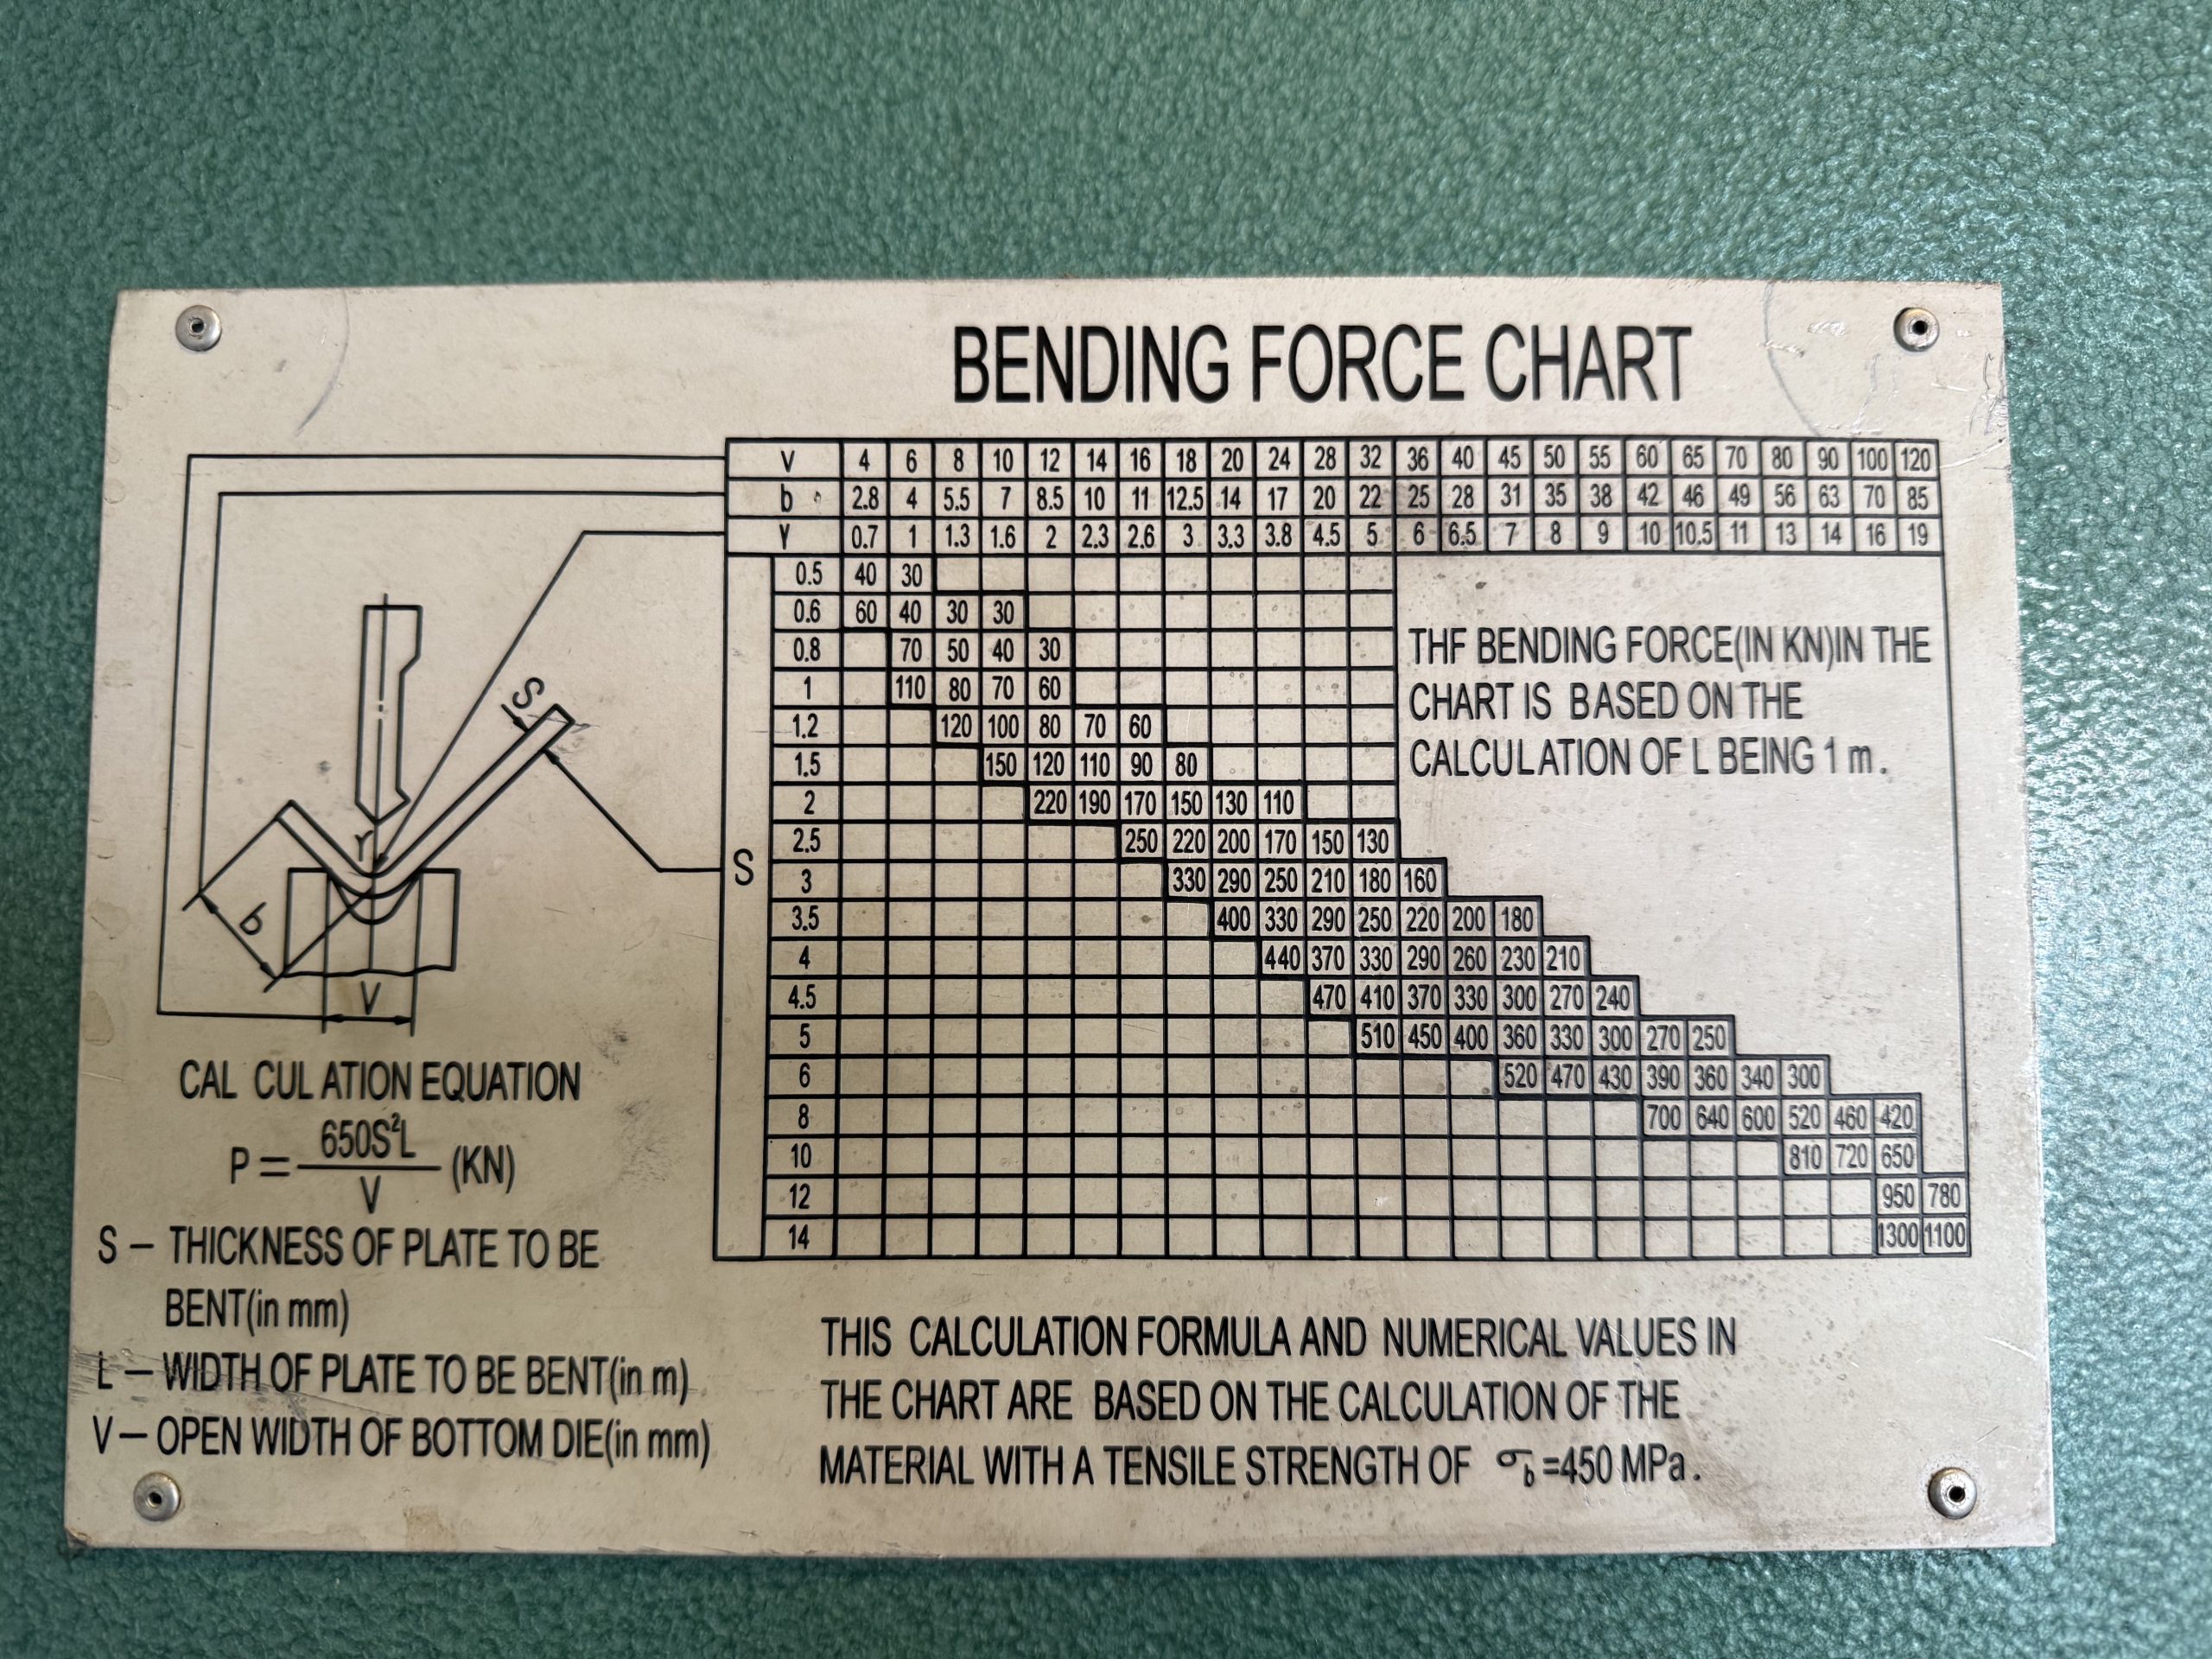 BENDING FORCE CHART
V 4 6 8 10 12 14 16 18 20 24 28 32 36 40 45 50 55 60 65 70 80 90 100 120
b 2.8 4 5.5 7 8.5 10 11 12.5 14 17 20 22 25 28 31 35 38 42 46 49 56 63 70 85
γ 0.7 1 1.3 1.6 2 2.3 2.6 3 3.3 3.8 4.5 5 6 6.5 7 8 9 10 10.5 11 13 14 16 19
S
0.5 40 30
0.6 60 40 30 30
0.8 70 50 40 30
1 110 80 70 60
1.2 120 100 80 70 60
1.5 150 120 110 90 80
2 220 190 170 150 130 110
2.5 250 220 200 170 150 130
3 330 290 250 210 180 160
3.5 400 330 290 250 220 200 180
4 440 370 330 290 260 230 210
4.5 470 410 370 330 300 270 240
5 510 450 400 360 330 300 270 250
6 520 470 430 390 360 340 300
8 700 640 600 520 460 420
10 810 720 650
12 950 780
14 1300 1100
THF BENDING FORCE(IN KN)IN THE
CHART IS BASED ON THE
CALCULATION OF L BEING 1 m.
S
γ
b
V
CAL CUL ATION EQUATION
P = 650S²L / V (KN)
S – THICKNESS OF PLATE TO BE
BENT(in mm)
L – WIDTH OF PLATE TO BE BENT(in m)
V – OPEN WIDTH OF BOTTOM DIE(in mm)
THIS CALCULATION FORMULA AND NUMERICAL VALUES IN
THE CHART ARE BASED ON THE CALCULATION OF THE
MATERIAL WITH A TENSILE STRENGTH OF σb=450 MPa.